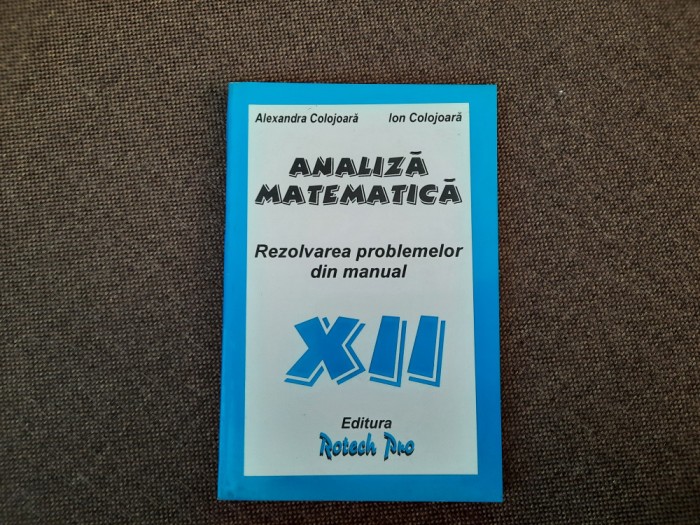 Alexandra Colojoară Ion Colojoară
ANALIZĂ
MATEMATICĂ
Rezolvarea problemelor
din manual
XII
Editura
Rotech Pro